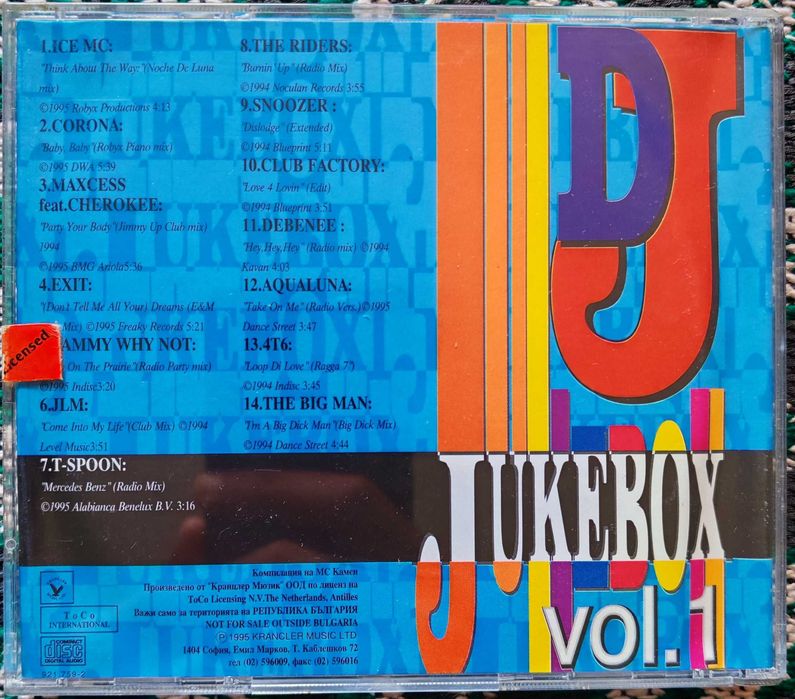 1.ICE MC:
"Think About The Way:"(Noche De Luna
mix)
©1995 Robyx Productions 4:13
2.CORONA:
"Baby, Baby"(Robyx Piano mix)
©1995 DWA 5:39
3.MAXCESS
feat.CHEROKEE:
"Party Your Body"(Jimmy Up Club mix)
1994
©1995 BMG Ariola5:36
4.EXIT:
"(Don't Tell Me All Your) Dreams (E&M
Mix) ©1995 Freaky Records 5:21
AMMY WHY NOT:
On The Prairie"(Radio Party mix)
©1995 Indisc3:20
6.JLM:
"Come Into My Life"(Club Mix) ©1994
Level Music3:51
7.T-SPOON:
"Mercedes Benz" (Radio Mix)
©1995 Alabianca Benelux B.V. 3:16
8.THE RIDERS:
"Burnin' Up" (Radio Mix)
©1994 Noculan Records 3:55
9.SNOOZER :
"Dislodge" (Extended)
©1994 Blueprint 5:11
10.CLUB FACTORY:
"Love 4 Lovin" (Edit)
©1994 Blueprint 3:51
11.DEBENEE :
"Hey,Hey,Hey" (Radio mix) ©1994
Kavan 4:03
12.AQUALUNA:
"Take On Me" (Radio Vers.)©1995
Dance Street 3:47
13.4T6:
"Loop Di Love" (Ragga 7")
©1994 Indisc 3:45
14.THE BIG MAN:
"I'm A Big Dick Man"(Big Dick Mix)
©1994 Dance Street 4:44
Licensed
DJ
JUKEBOX
vol.1
ToCo
INTERNATIONAL
COMPACT
disc
DIGITAL AUDIO
921 759-2
Компилация на МС Камен
Произведено от "Кранцлер Мютик" ООД по лиценз на
ToCo Licensing N.V.The Netherlands, Antilles
Важи само за територията на РЕПУБЛИКА БЪЛГАРИЯ
NOT FOR SALE OUTSIDE BULGARIA
℗ 1995 KRANCLER MUSIC LTD
1404 София, Емил Марков, Т. Каблешков 72
тел (02) 596009, факс (02) 596016